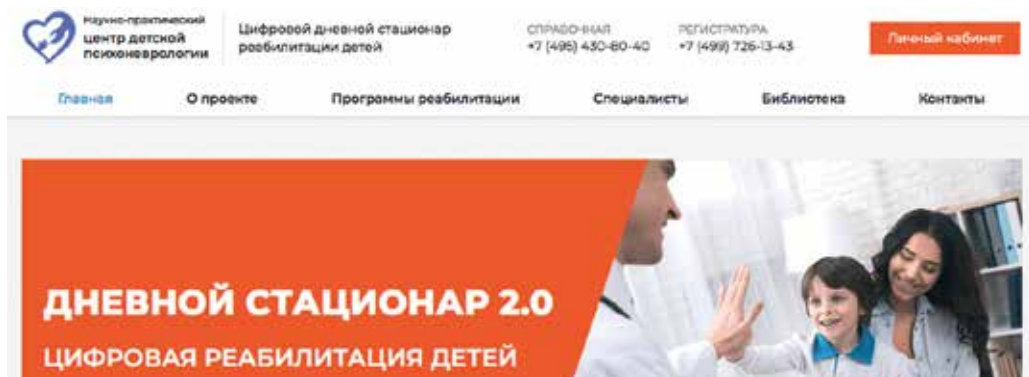 Научно-практический
центр детской
психоневрологии
Цифровой дневной стационар
реабилитации детей
СПРАВОЧНАЯ
+7 (495) 430-80-40
РЕГИСТРАТУРА
+7 (499) 726-13-43
Личный кабинет
Главная
О проекте
Программы реабилитации
Специалисты
Библиотека
Контакты
ДНЕВНОЙ СТАЦИОНАР 2.0
ЦИФРОВАЯ РЕАБИЛИТАЦИЯ ДЕТЕЙ